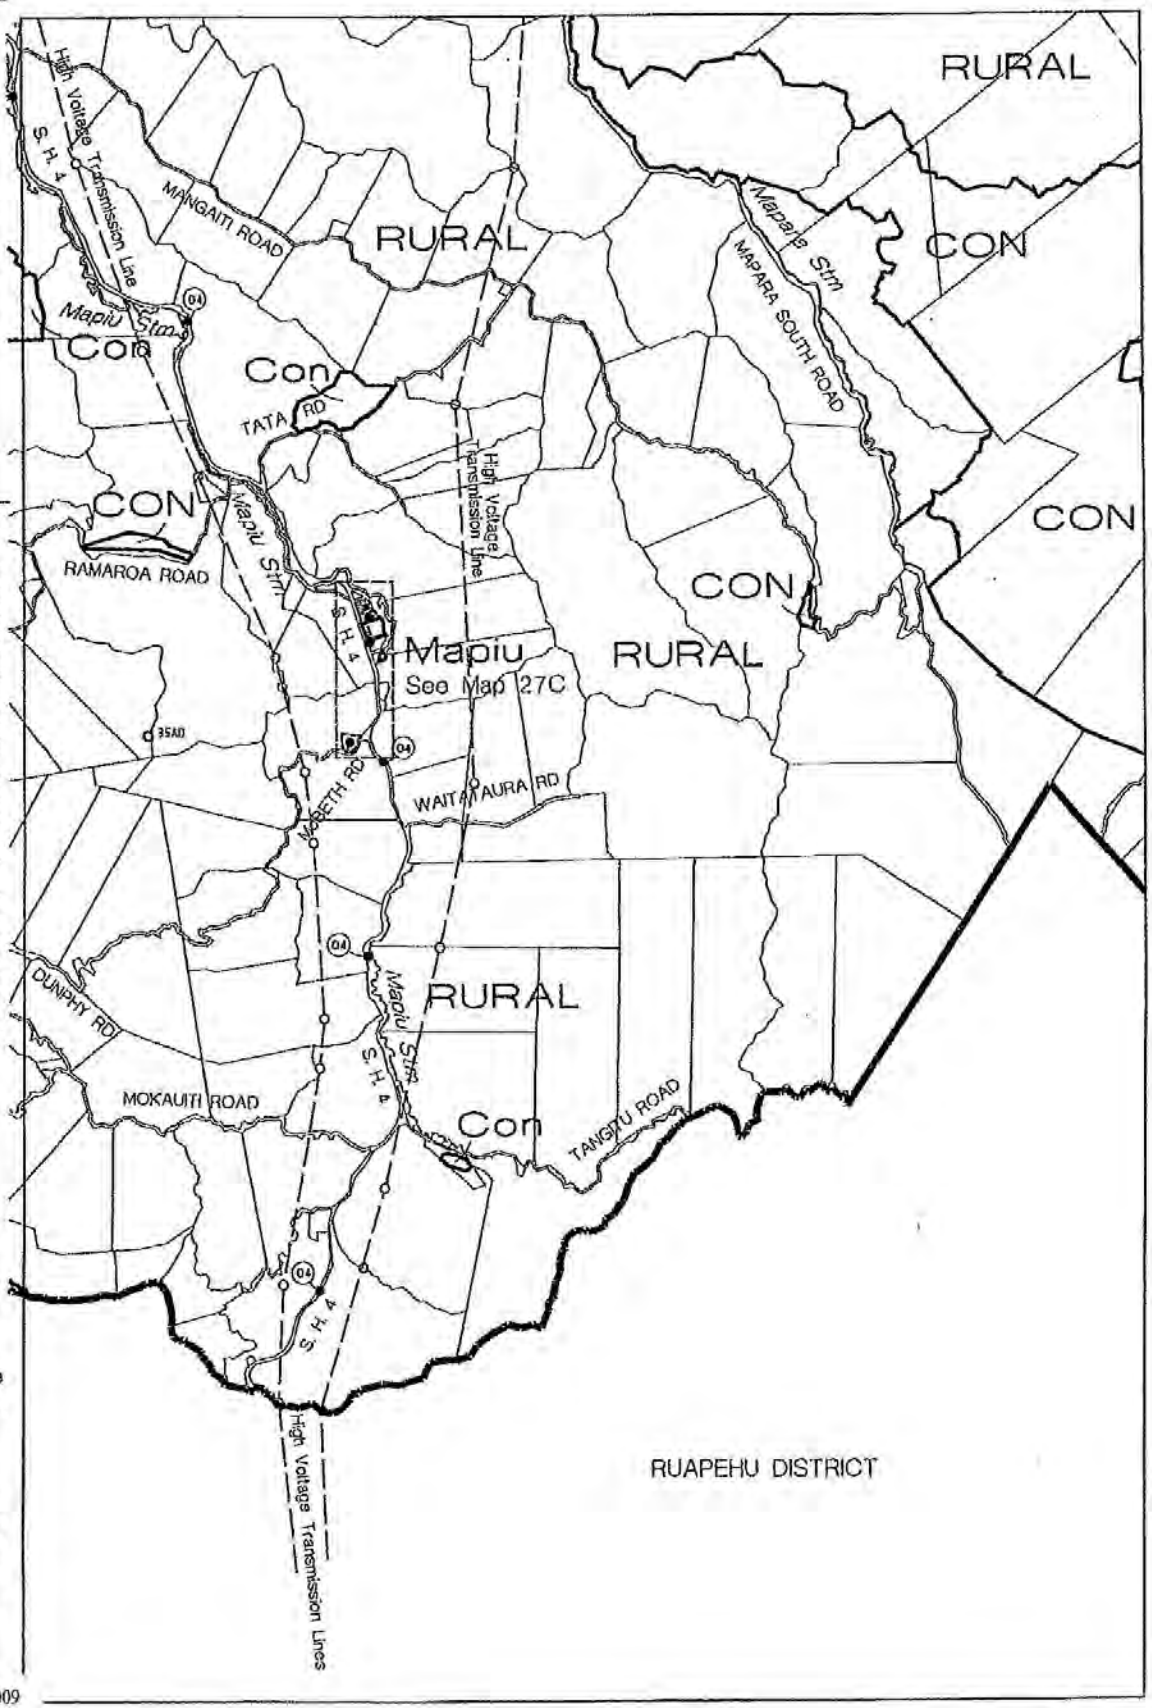 RURAL
High Voltage Transmission Line
S. H. 4
MANGAITI ROAD
RURAL
Mapara Stm
CON
MAPARA SOUTH ROAD
04
Mapiu Stm
Con
Con
TATA RD
High Voltage
Transmission Line
CON
Mapiu Stm
CON
RAMAROA ROAD
CON
S. H. 4
Mapiu
See Map 27C
RURAL
35AD
04
McBETH RD
WAITATAURA RD
04
DUNPHY RD
Mapiu Stm
RURAL
S. H. 4
MOKAUITI ROAD
Con
TANGITU ROAD
04
S. H. 4
High Voltage Transmission Lines
RUAPEHU DISTRICT